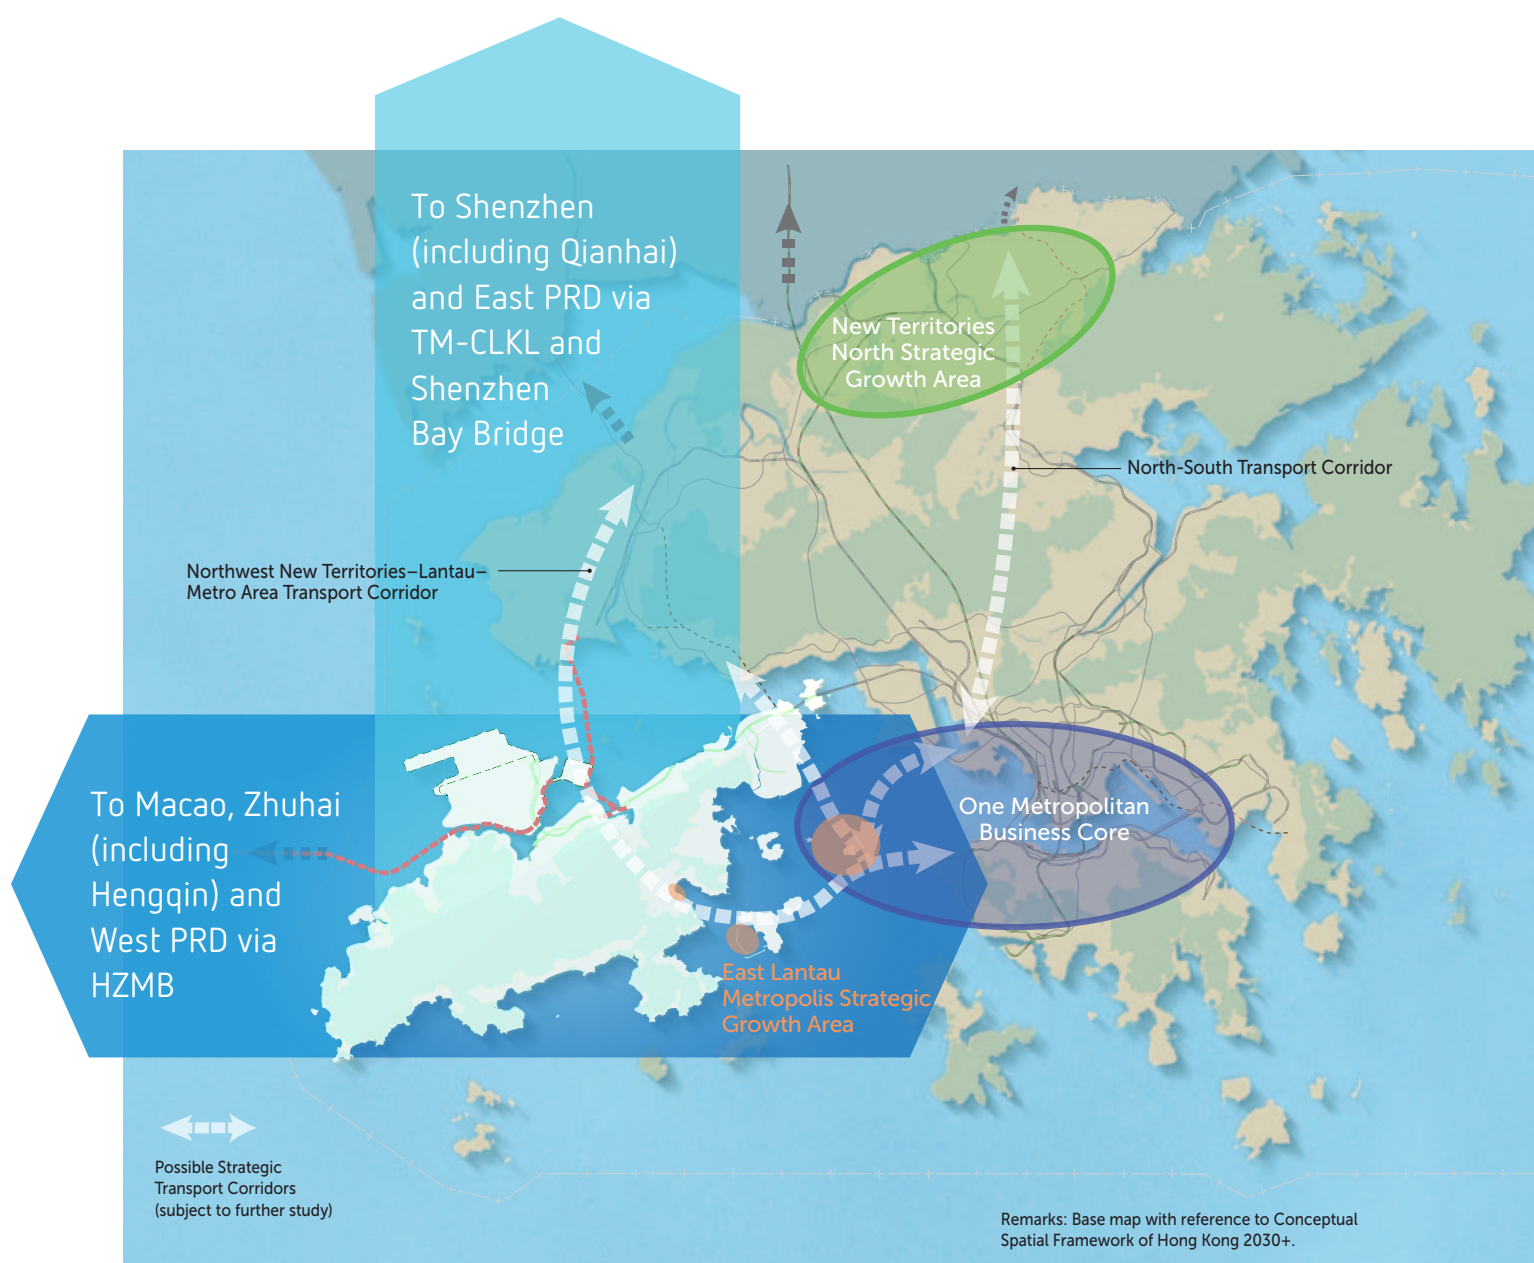 To Shenzhen
(including Qianhai)
and East PRD via
TM-CLKL and
Shenzhen
Bay Bridge
New Territories
North Strategic
Growth Area
North-South Transport Corridor
Northwest New Territories–Lantau–
Metro Area Transport Corridor
To Macao, Zhuhai
(including
Hengqin) and
West PRD via
HZMB
One Metropolitan
Business Core
East Lantau
Metropolis Strategic
Growth Area
Possible Strategic
Transport Corridors
(subject to further study)
Remarks: Base map with reference to Conceptual
Spatial Framework of Hong Kong 2030+.